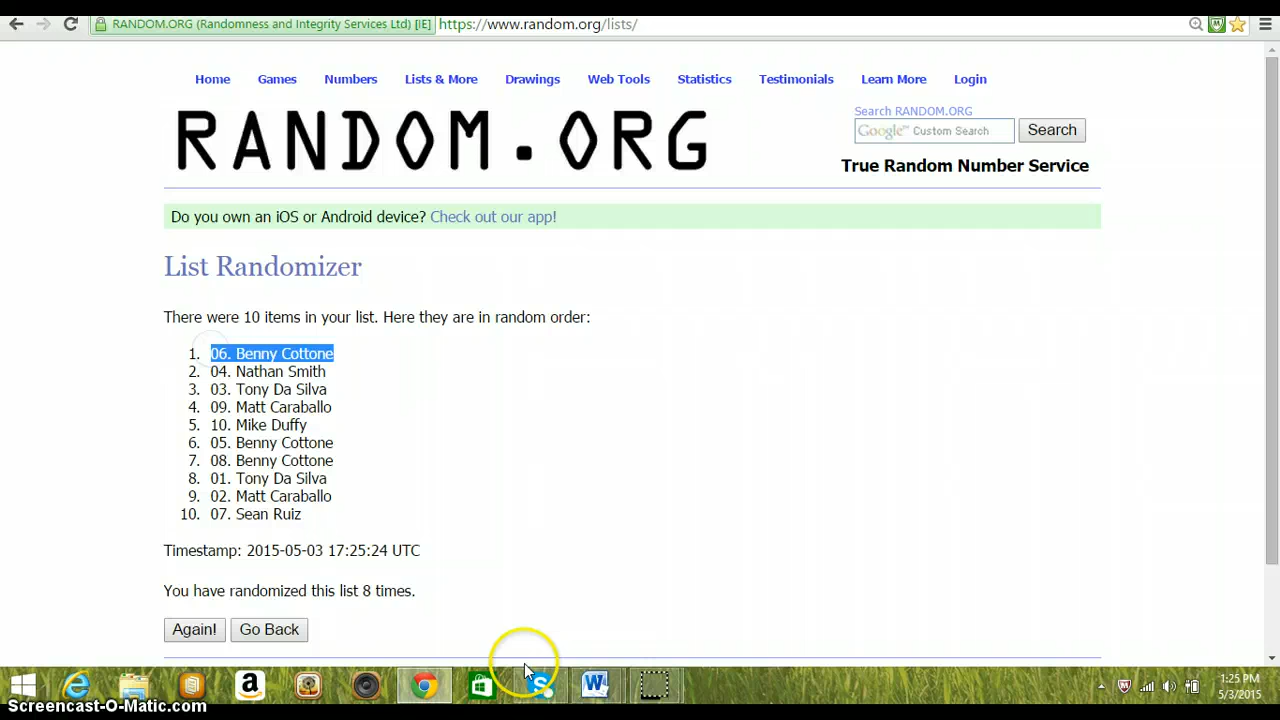 RANDOM.ORG (Randomness and Integrity Services Ltd) [IE] https://www.random.org/lists/
Home Games Numbers Lists & More Drawings Web Tools Statistics Testimonials Learn More Login
RANDOM.ORG
Search RANDOM.ORG
Google™ Custom Search Search
True Random Number Service
Do you own an iOS or Android device? Check out our app!
List Randomizer
There were 10 items in your list. Here they are in random order:
1. 06. Benny Cottone
2. 04. Nathan Smith
3. 03. Tony Da Silva
4. 09. Matt Caraballo
5. 10. Mike Duffy
6. 05. Benny Cottone
7. 08. Benny Cottone
8. 01. Tony Da Silva
9. 02. Matt Caraballo
10. 07. Sean Ruiz
Timestamp: 2015-05-03 17:25:24 UTC
You have randomized this list 8 times.
Again! Go Back
1:25 PM
5/3/2015
Screencast-O-Matic.com